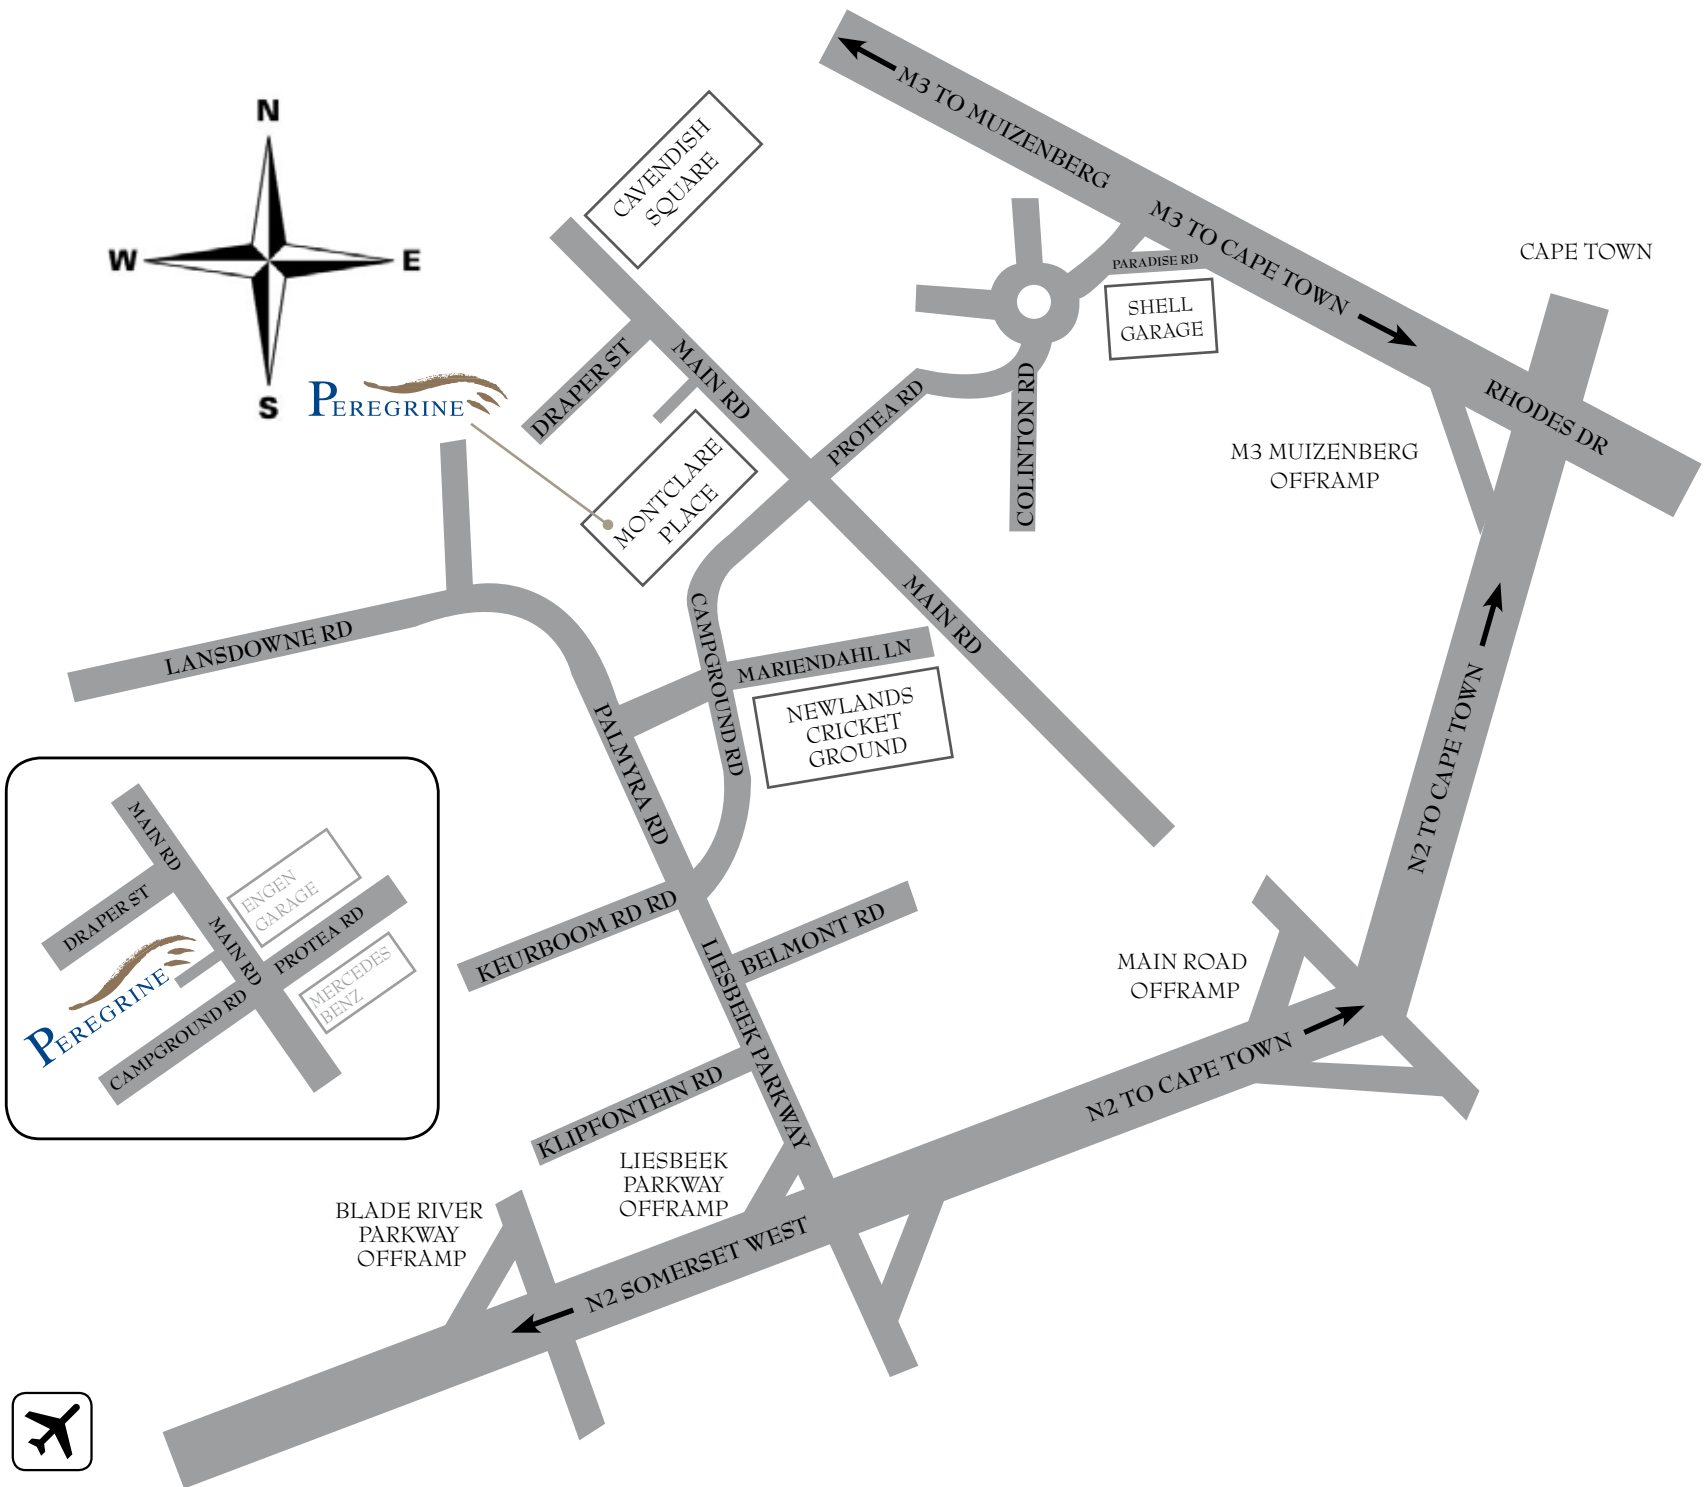 N
W
E
S
CAVENDISH
SQUARE
M3 TO MUIZENBERG
M3 TO CAPE TOWN
PARADISE RD
SHELL
GARAGE
CAPE TOWN
RHODES DR
M3 MUIZENBERG
OFFRAMP
PEREGRINE
DRAPER ST
MAIN RD
PROTEA RD
COLINTON RD
MONTCLARE
PLACE
LANSDOWNE RD
CAMPGROUND RD
MAIN RD
MARIENDAHL LN
NEWLANDS
CRICKET
GROUND
PALMYRA RD
N2 TO CAPE TOWN
MAIN RD
DRAPER ST
ENGEN
GARAGE
MAIN RD
PROTEA RD
PEREGRINE
MERCEDES
BENZ
CAMPGROUND RD
KEURBOOM RD RD
BELMONT RD
LIESBEEK PARKWAY
MAIN ROAD
OFFRAMP
N2 TO CAPE TOWN
KLIPFONTEIN RD
LIESBEEK
PARKWAY
OFFRAMP
BLADE RIVER
PARKWAY
OFFRAMP
N2 SOMERSET WEST